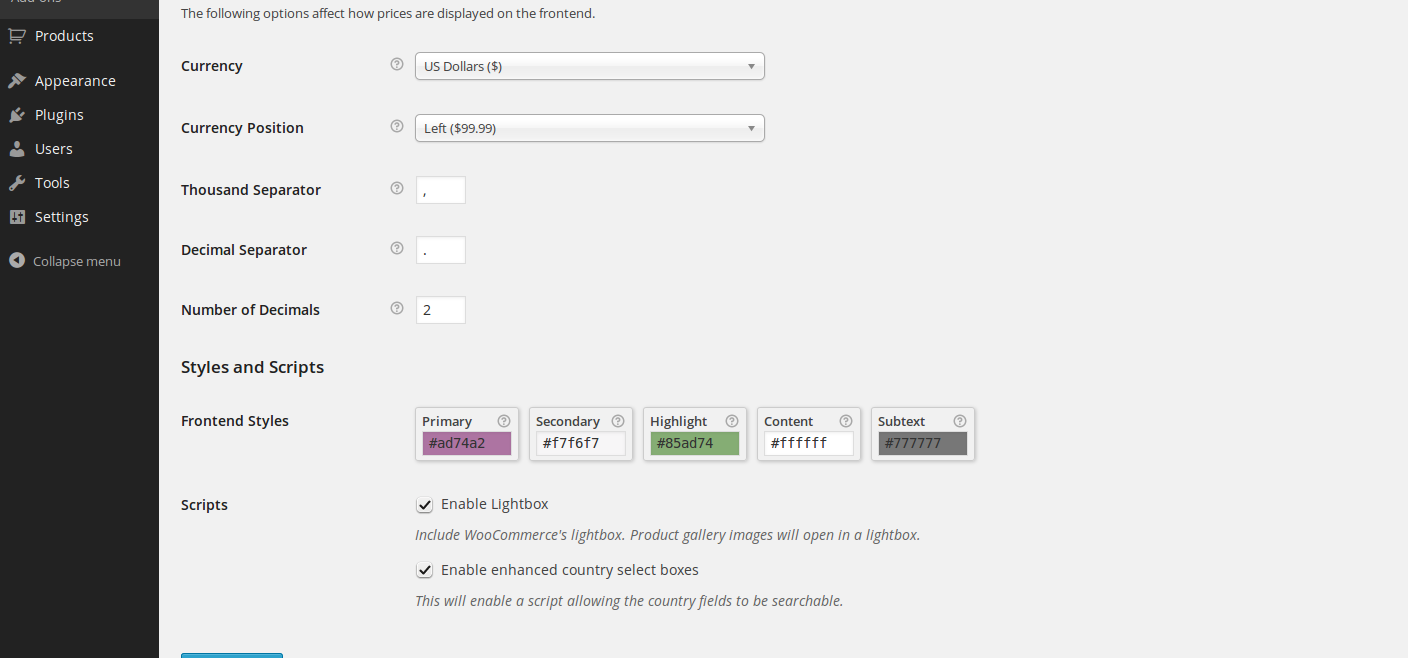 Add-ons
Products
Appearance
Plugins
Users
Tools
Settings
Collapse menu
The following options affect how prices are displayed on the frontend.
Currency
US Dollars ($)
Currency Position
Left ($99.99)
Thousand Separator
,
Decimal Separator
.
Number of Decimals
2
Styles and Scripts
Frontend Styles
Primary
#ad74a2
Secondary
#f7f6f7
Highlight
#85ad74
Content
#ffffff
Subtext
#777777
Scripts
Enable Lightbox
Include WooCommerce's lightbox. Product gallery images will open in a lightbox.
Enable enhanced country select boxes
This will enable a script allowing the country fields to be searchable.